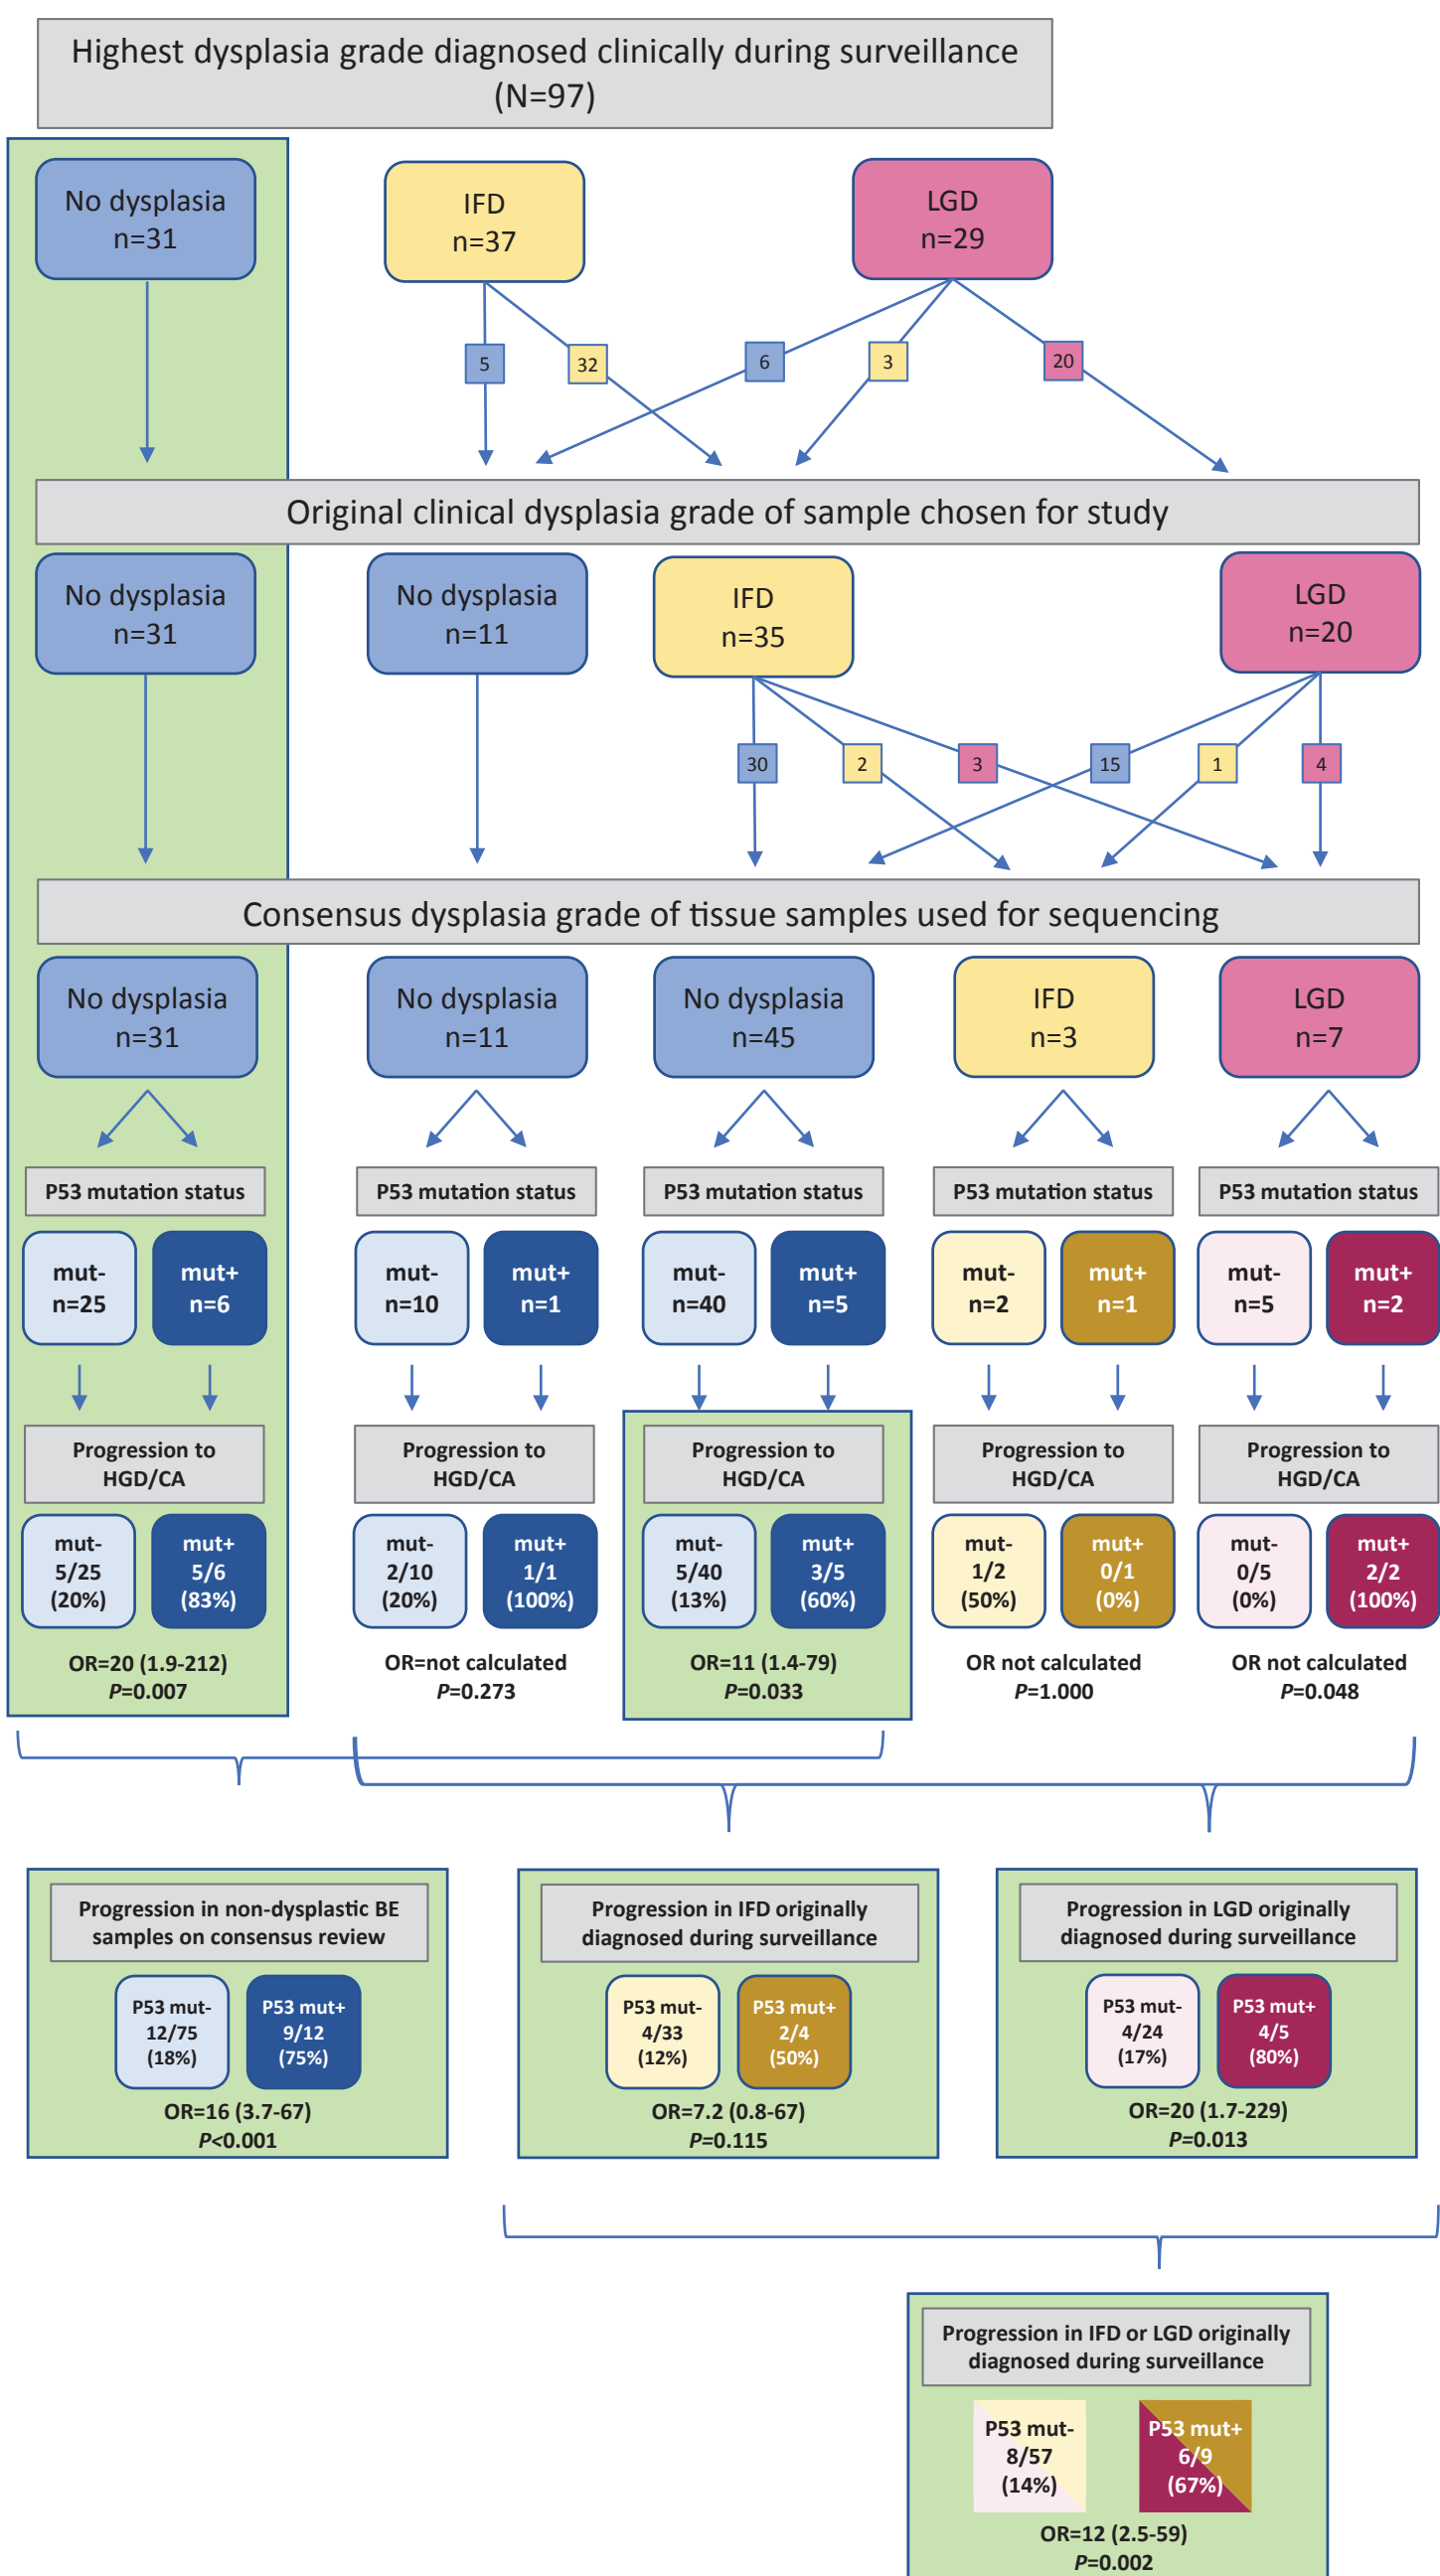 Highest dysplasia grade diagnosed clinically during surveillance
(N=97)
No dysplasia
n=31
IFD
n=37
LGD
n=29
5
32
6
3
20
Original clinical dysplasia grade of sample chosen for study
No dysplasia
n=31
No dysplasia
n=11
IFD
n=35
LGD
n=20
30
2
3
15
1
4
Consensus dysplasia grade of tissue samples used for sequencing
No dysplasia
n=31
No dysplasia
n=11
No dysplasia
n=45
IFD
n=3
LGD
n=7
P53 mutation status
P53 mutation status
P53 mutation status
P53 mutation status
P53 mutation status
mut-
n=25
mut+
n=6
mut-
n=10
mut+
n=1
mut-
n=40
mut+
n=5
mut-
n=2
mut+
n=1
mut-
n=5
mut+
n=2
Progression to
HGD/CA
Progression to
HGD/CA
Progression to
HGD/CA
Progression to
HGD/CA
Progression to
HGD/CA
mut-
5/25
(20%)
mut+
5/6
(83%)
mut-
2/10
(20%)
mut+
1/1
(100%)
mut-
5/40
(13%)
mut+
3/5
(60%)
mut-
1/2
(50%)
mut+
0/1
(0%)
mut-
0/5
(0%)
mut+
2/2
(100%)
OR=20 (1.9-212)
P=0.007
OR=not calculated
P=0.273
OR=11 (1.4-79)
P=0.033
OR not calculated
P=1.000
OR not calculated
P=0.048
Progression in non-dysplastic BE
samples on consensus review
P53 mut-
12/75
(18%)
P53 mut+
9/12
(75%)
OR=16 (3.7-67)
P<0.001
Progression in IFD originally
diagnosed during surveillance
P53 mut-
4/33
(12%)
P53 mut+
2/4
(50%)
OR=7.2 (0.8-67)
P=0.115
Progression in LGD originally
diagnosed during surveillance
P53 mut-
4/24
(17%)
P53 mut+
4/5
(80%)
OR=20 (1.7-229)
P=0.013
Progression in IFD or LGD originally
diagnosed during surveillance
P53 mut-
8/57
(14%)
P53 mut+
6/9
(67%)
OR=12 (2.5-59)
P=0.002